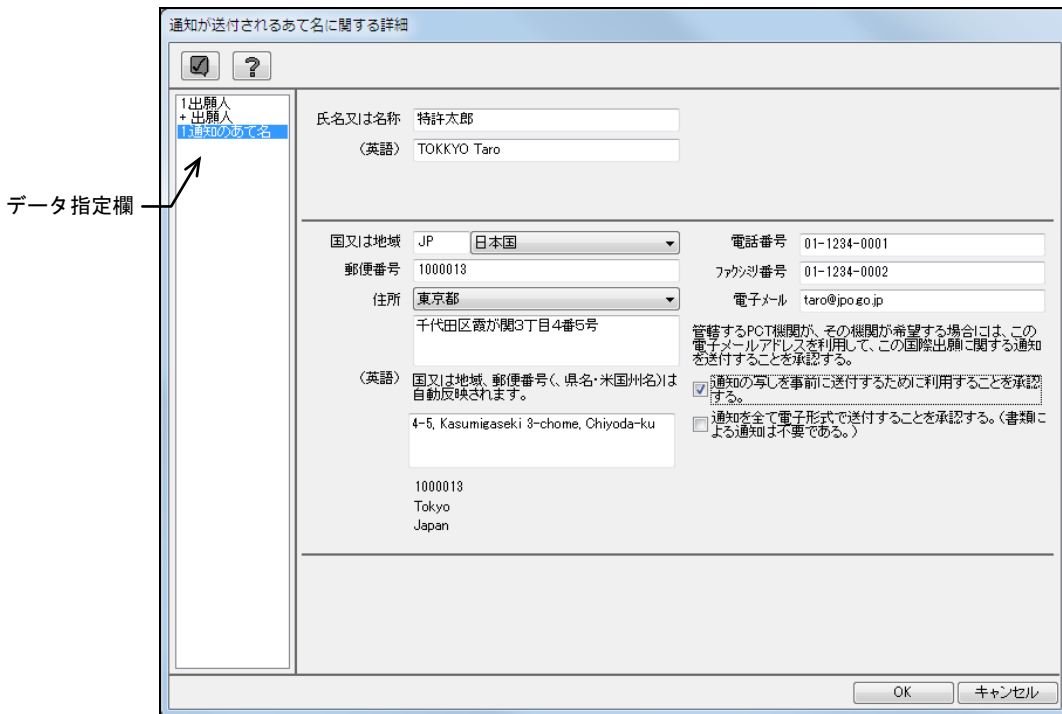 通知が送付されるあて名に関する詳細
?
1出願人
+ 出願人
1通知のあて名
データ指定欄
氏名又は名称 特許太郎
(英語) TOKKYO Taro
国又は地域 JP 日本国
郵便番号 1000013
住所 東京都
千代田区霞が関3丁目4番5号
(英語) 国又は地域、郵便番号(、県名・米国州名)は
自動反映されます。
4-5, Kasumigaseki 3-chome, Chiyoda-ku
1000013
Tokyo
Japan
電話番号 01-1234-0001
ファクシミリ番号 01-1234-0002
電子メール taro@jpo.go.jp
管轄するPCT機関が、その機関が希望する場合には、この
電子メールアドレスを利用して、この国際出願に関する通知
を送付することを承認する。
通知の写しを事前に送付するために利用することを承認
する。
通知を全て電子形式で送付することを承認する。(書類に
よる通知は不要である。)
OK キャンセル